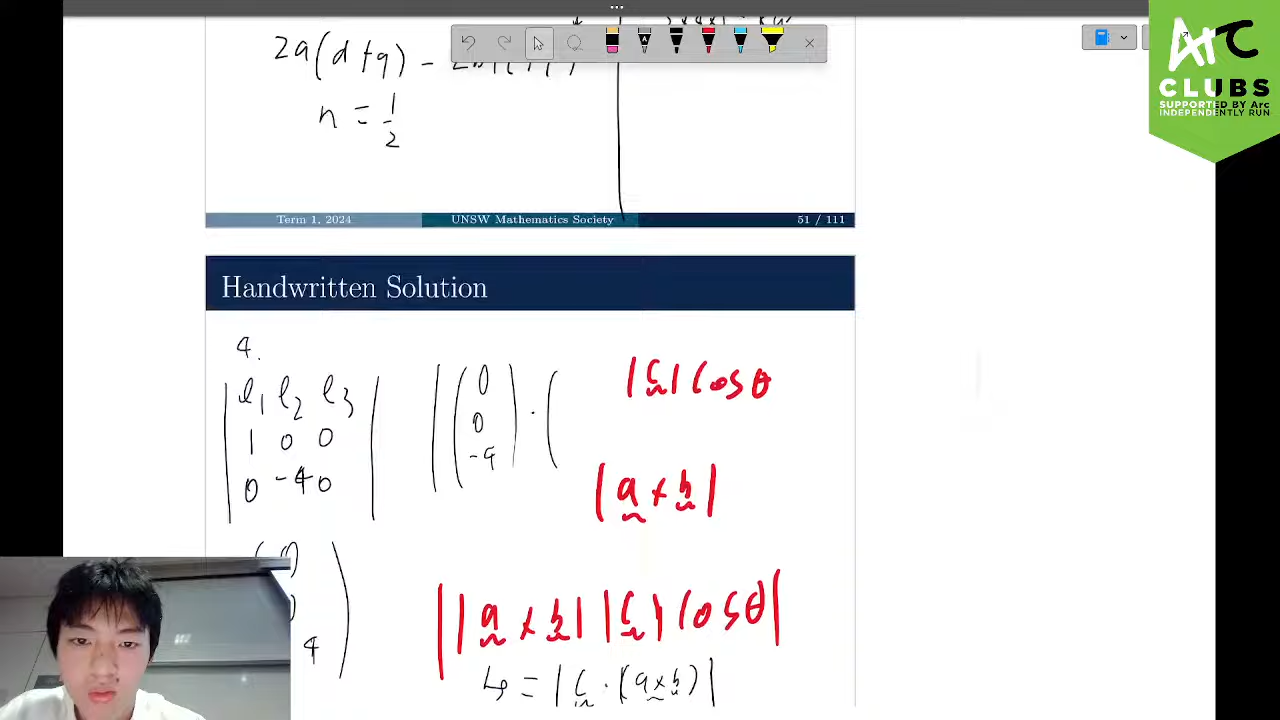 2a(d+q) -
n = 1/2
Term 1, 2024 UNSW Mathematics Society 51 / 111
Arc
CLUBS
SUPPORTED BY Arc
INDEPENDENTLY RUN
Handwritten Solution
4.
| e1 e2 e3 |
| 1 0 0 |
| 0 -4 0 |
| ( 0 0 -4 ) · (
|c| cos θ
|a × b|
| |a × b| |c| cos θ |
↳ = | c · (a × b) |
( 0
4 )